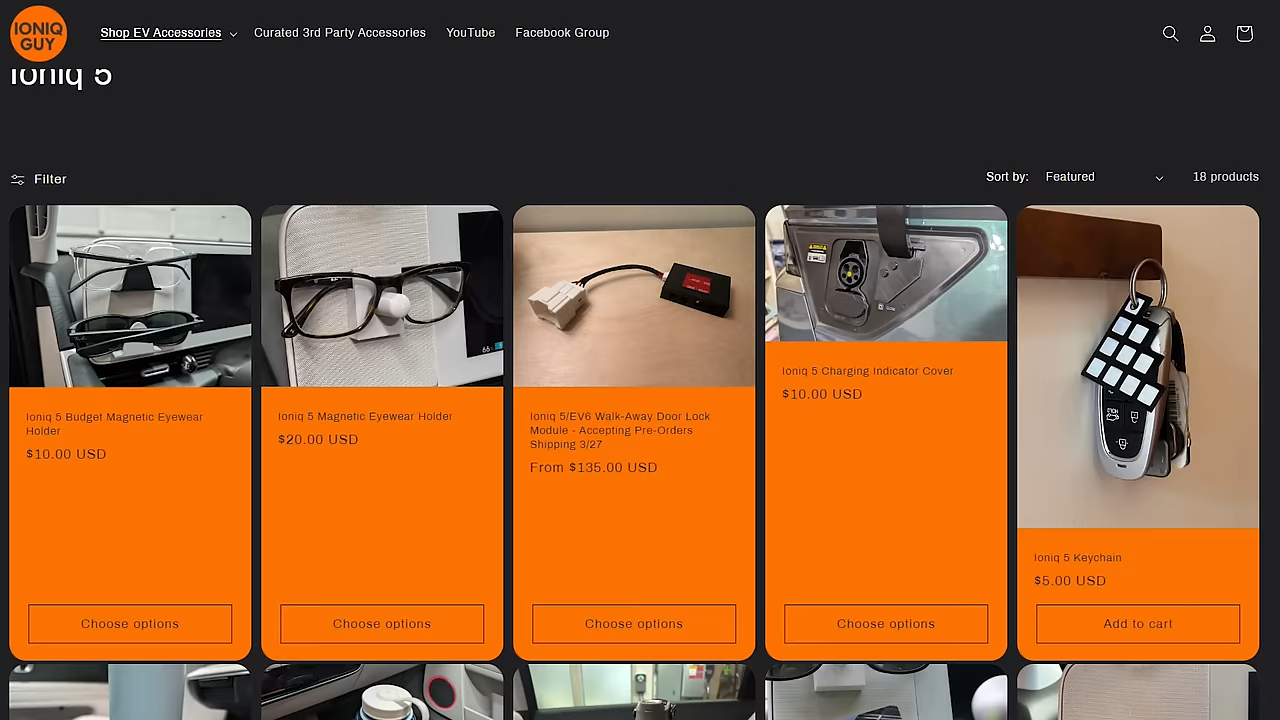 IONIQ
GUY
Shop EV Accessories
Curated 3rd Party Accessories
YouTube
Facebook Group
Ioniq 5
Filter
Sort by:
Featured
18 products
Ioniq 5 Budget Magnetic Eyewear
Holder
$10.00 USD
Choose options
66
Ioniq 5 Magnetic Eyewear Holder
$20.00 USD
Choose options
Ioniq 5/EV6 Walk-Away Door Lock
Module - Accepting Pre-Orders
Shipping 3/27
From $135.00 USD
Choose options
Ioniq 5 Charging Indicator Cover
$10.00 USD
Choose options
Ioniq 5 Keychain
$5.00 USD
Add to cart